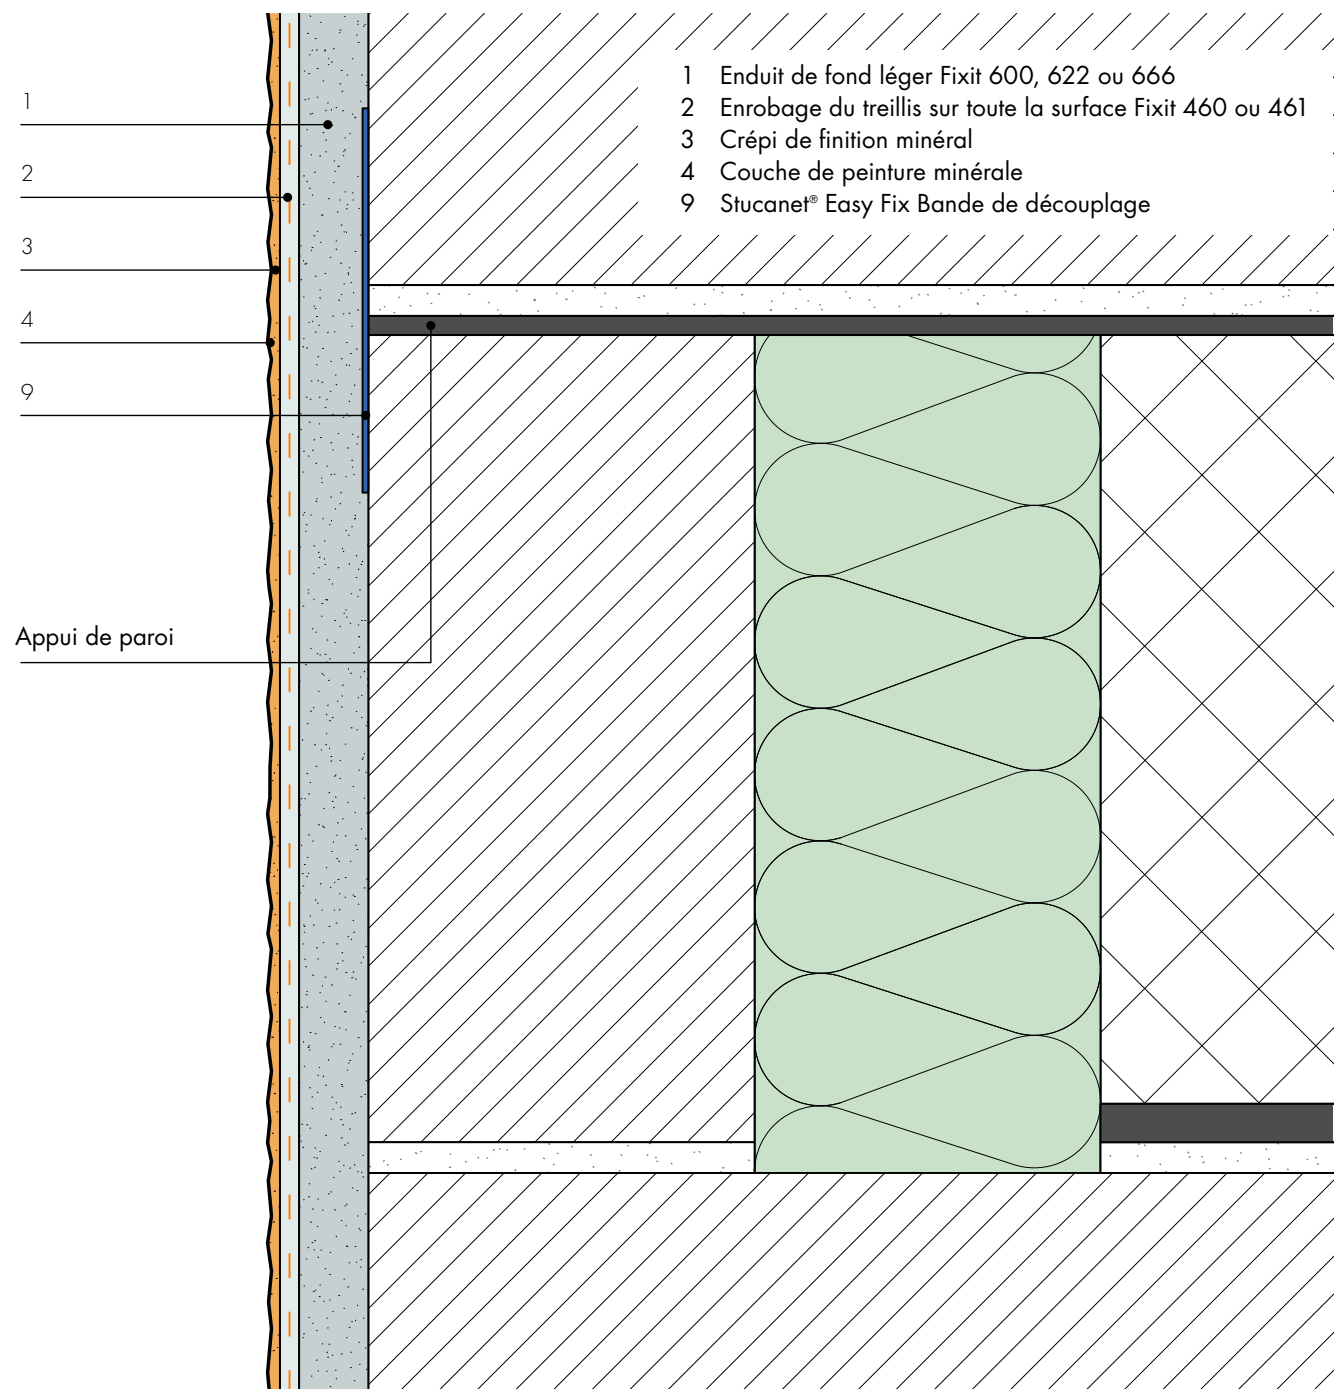 1 Enduit de fond léger Fixit 600, 622 ou 666
2 Enrobage du treillis sur toute la surface Fixit 460 ou 461
3 Crépi de finition minéral
4 Couche de peinture minérale
9 Stucanet® Easy Fix Bande de découplage
1
2
3
4
9
Appui de paroi